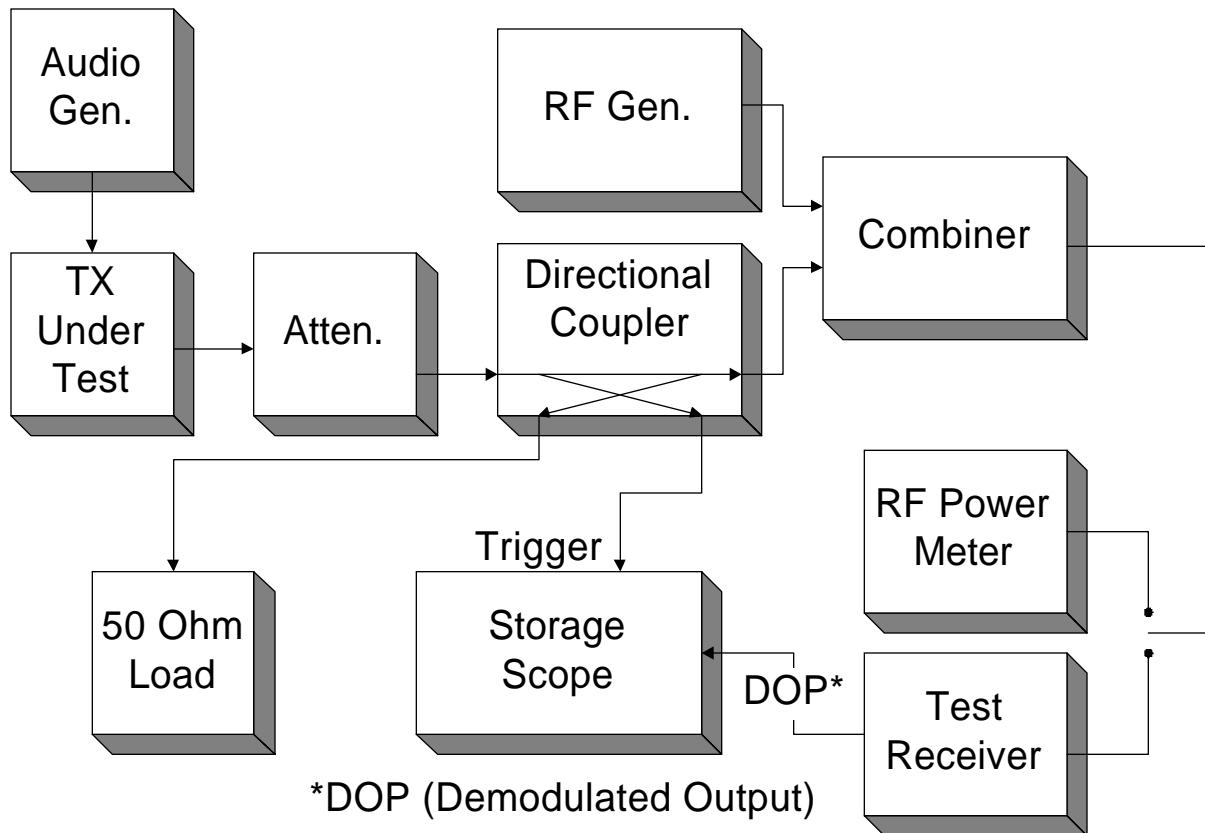 Audio
Gen.
RF Gen.
Combiner
TX
Under
Test
Atten.
Directional
Coupler
RF Power
Meter
Trigger
50 Ohm
Load
Storage
Scope
DOP*
Test
Receiver
*DOP (Demodulated Output)